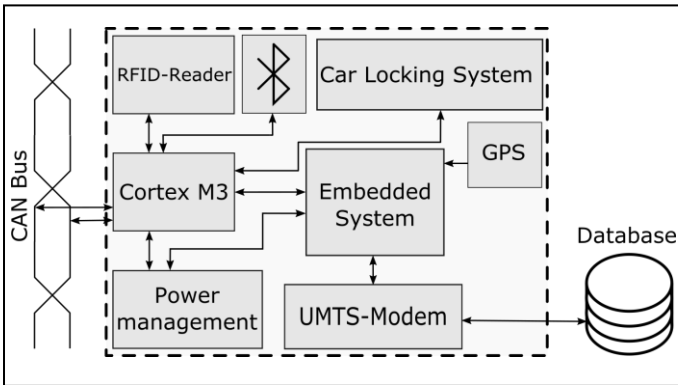 RFID-Reader
Car Locking System
GPS
CAN Bus
Cortex M3
Embedded
System
Database
Power
management
UMTS-Modem